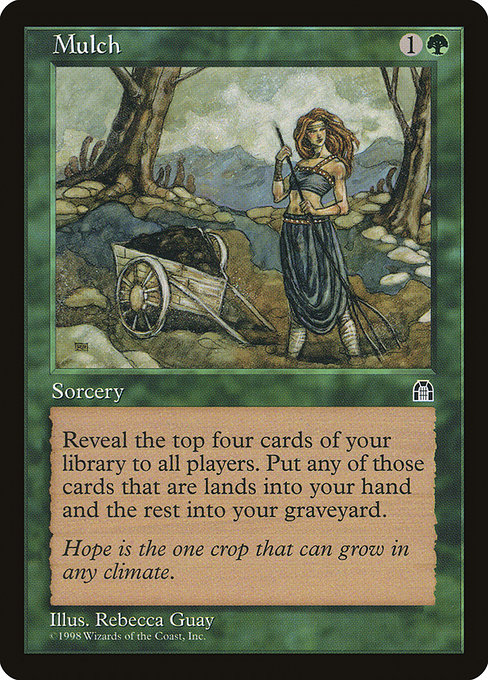 Mulch 1
Sorcery
Reveal the top four cards of your
library to all players. Put any of those
cards that are lands into your hand
and the rest into your graveyard.
Hope is the one crop that can grow in
any climate.
Illus. Rebecca Guay
©1998 Wizards of the Coast, Inc.